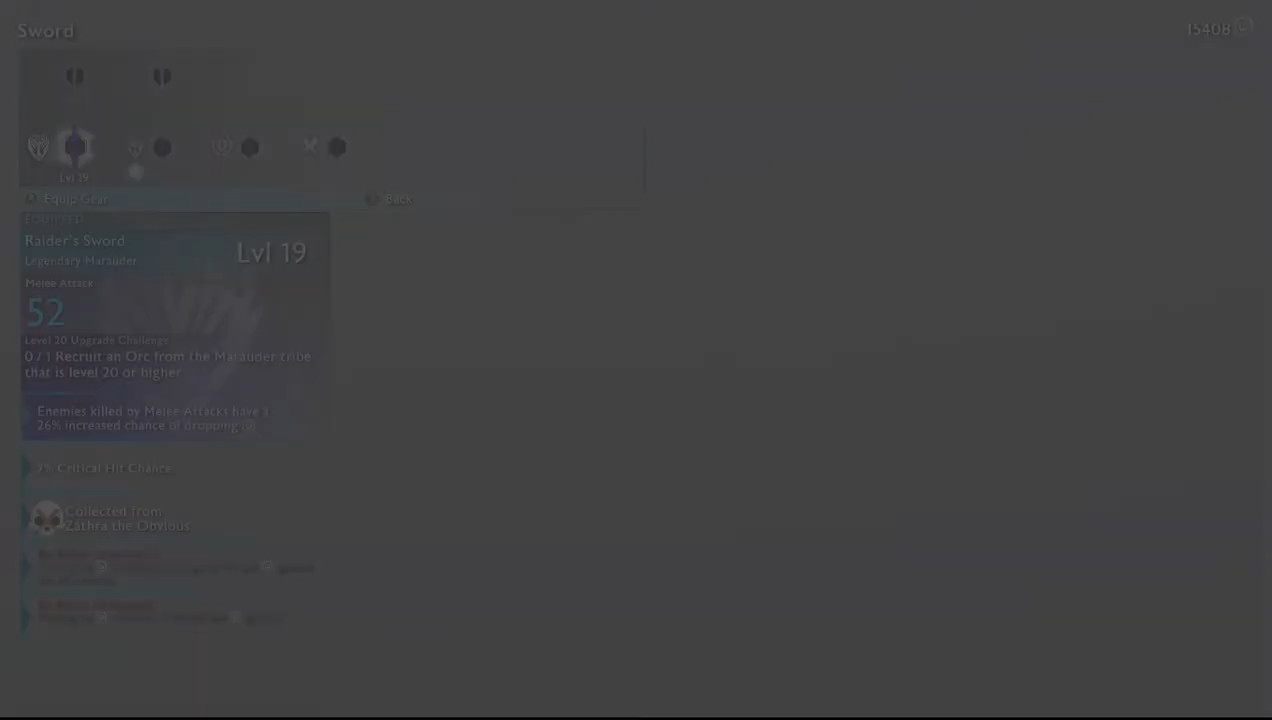 Sword
15408
Lvl 19
Equip Gear
Back
EQUIPPED
Raider's Sword
Lvl 19
Legendary Marauder
Melee Attack
52
Level 20 Upgrade Challenge
0 / 1 Recruit an Orc from the Marauder tribe
that is level 20 or higher
Enemies killed by Melee Attacks have a
26% increased chance of dropping
7% Critical Hit Chance
Collected from
Zathra the Obvious